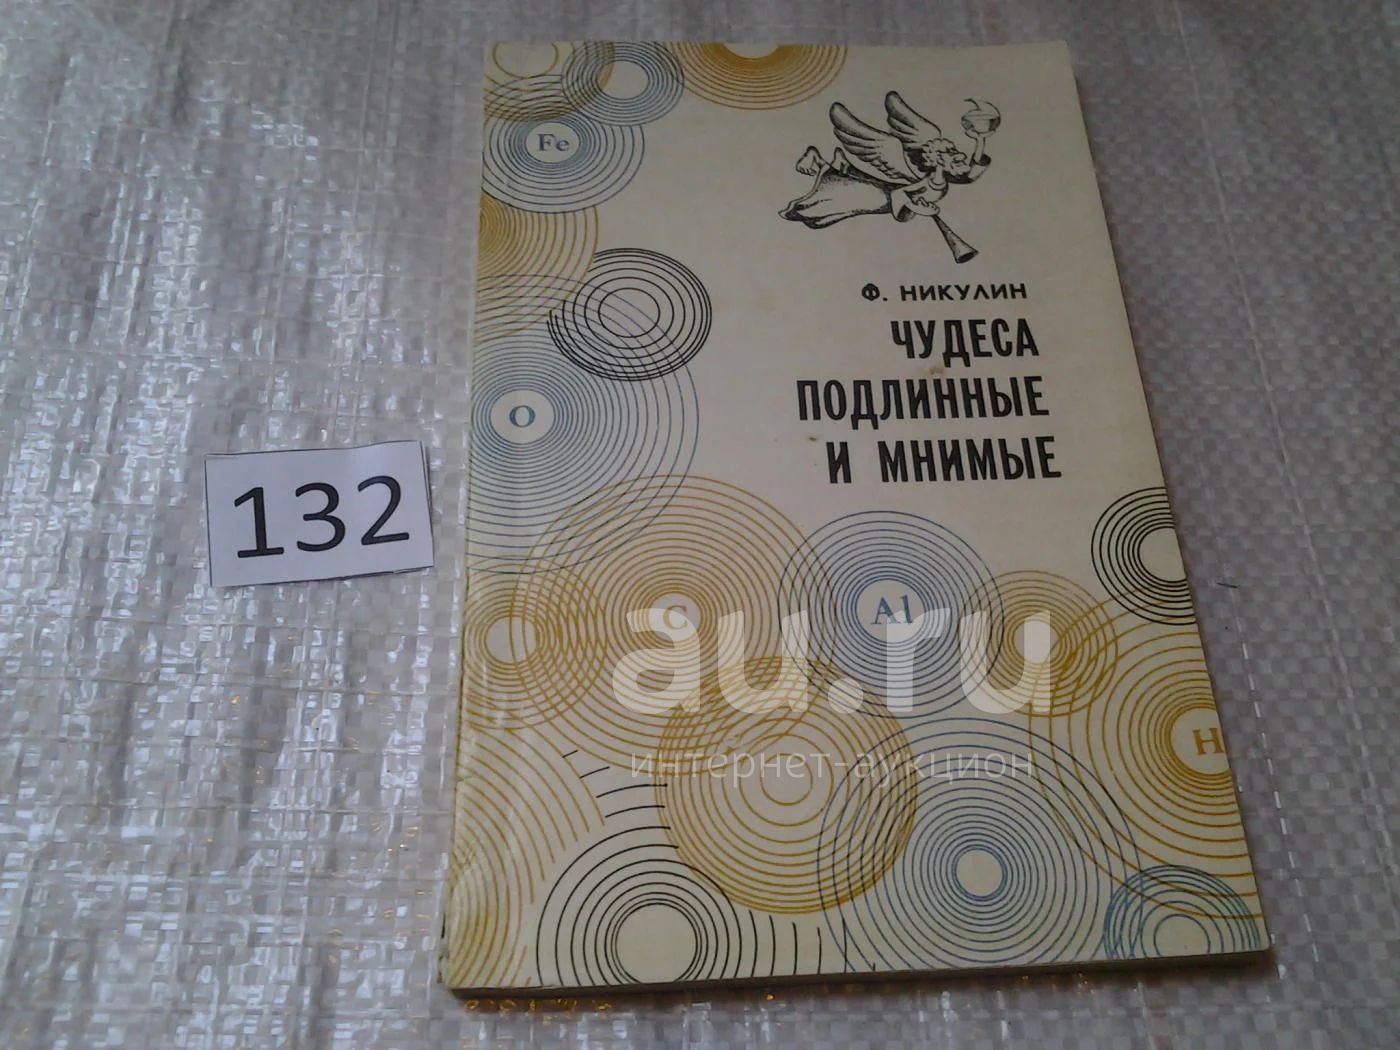 Fe
Ф. НИКУЛИН
ЧУДЕСА
ПОДЛИННЫЕ
И МНИМЫЕ
O
132
C
Al
au.ru
интернет-аукцион
H